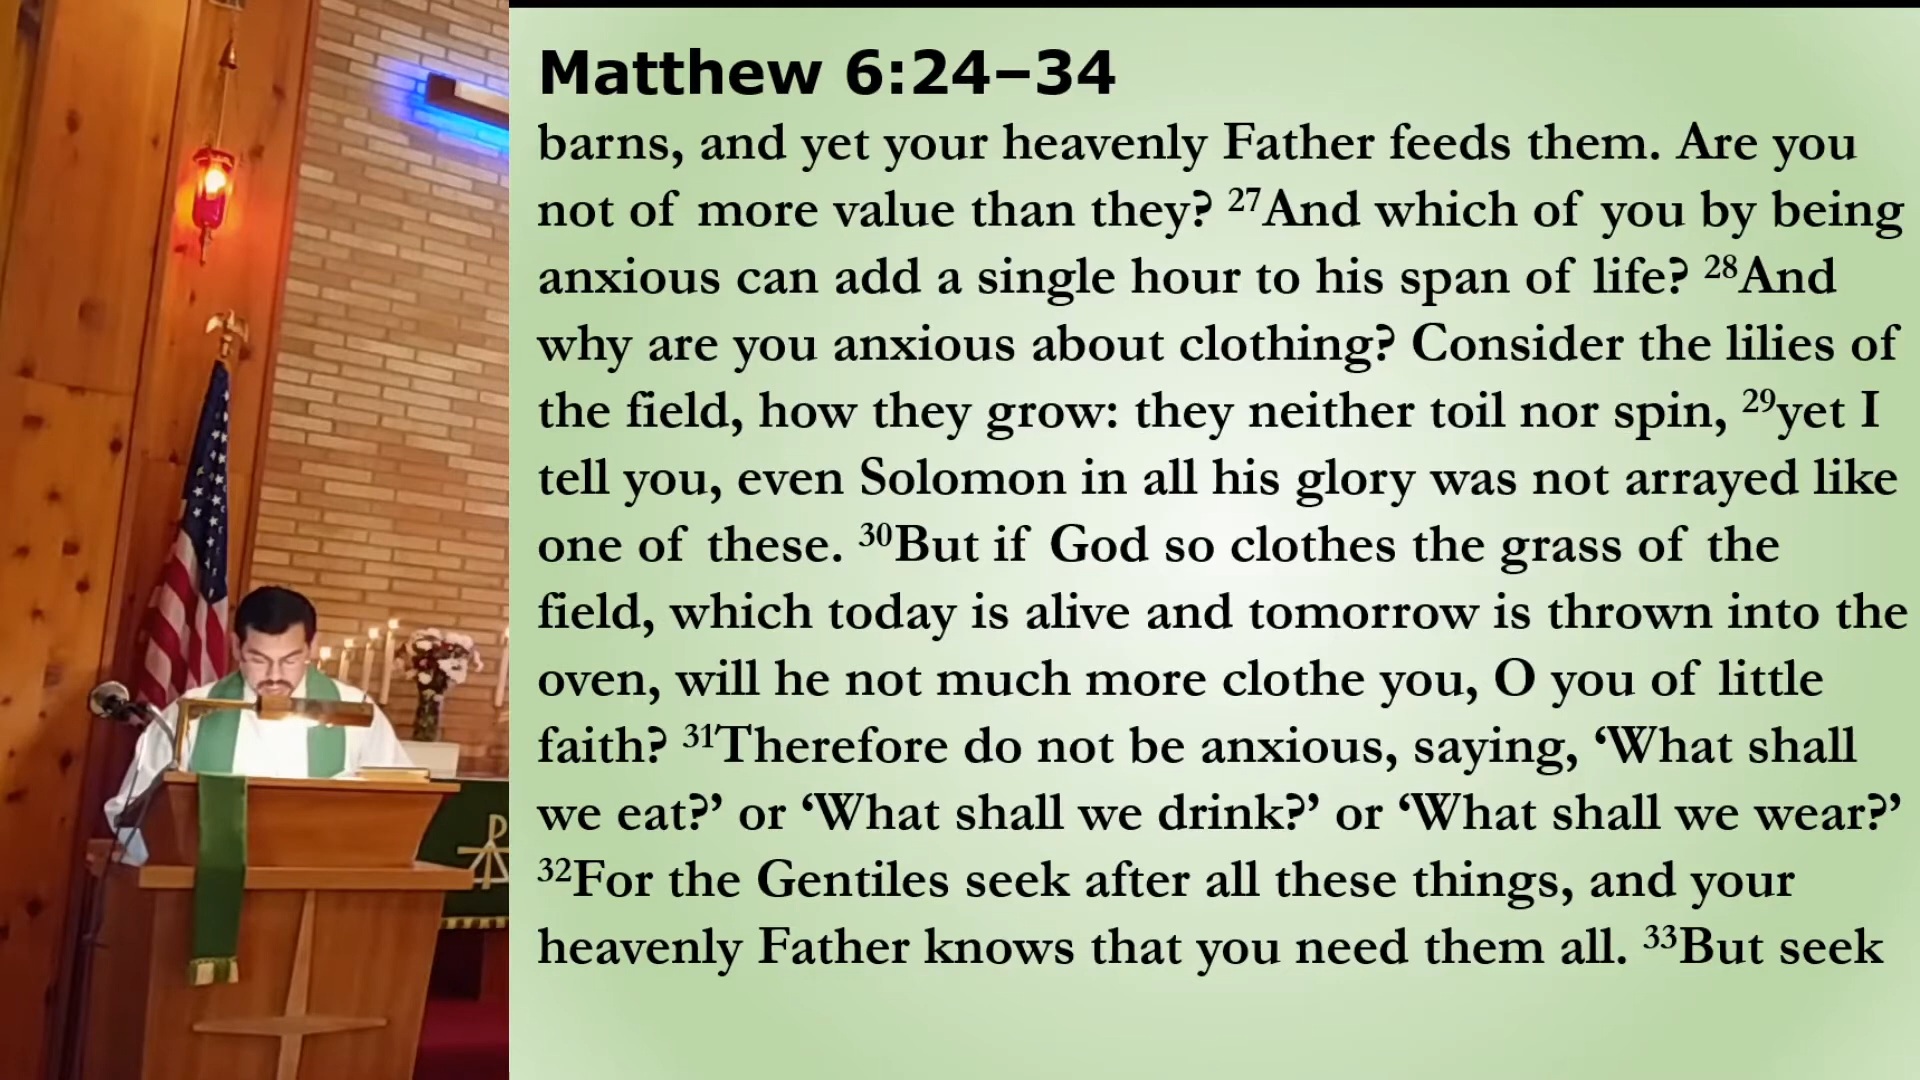 Matthew 6:24–34
barns, and yet your heavenly Father feeds them. Are you
not of more value than they? ²⁷And which of you by being
anxious can add a single hour to his span of life? ²⁸And
why are you anxious about clothing? Consider the lilies of
the field, how they grow: they neither toil nor spin, ²⁹yet I
tell you, even Solomon in all his glory was not arrayed like
one of these. ³⁰But if God so clothes the grass of the
field, which today is alive and tomorrow is thrown into the
oven, will he not much more clothe you, O you of little
faith? ³¹Therefore do not be anxious, saying, ‘What shall
we eat?’ or ‘What shall we drink?’ or ‘What shall we wear?’
³²For the Gentiles seek after all these things, and your
heavenly Father knows that you need them all. ³³But seek